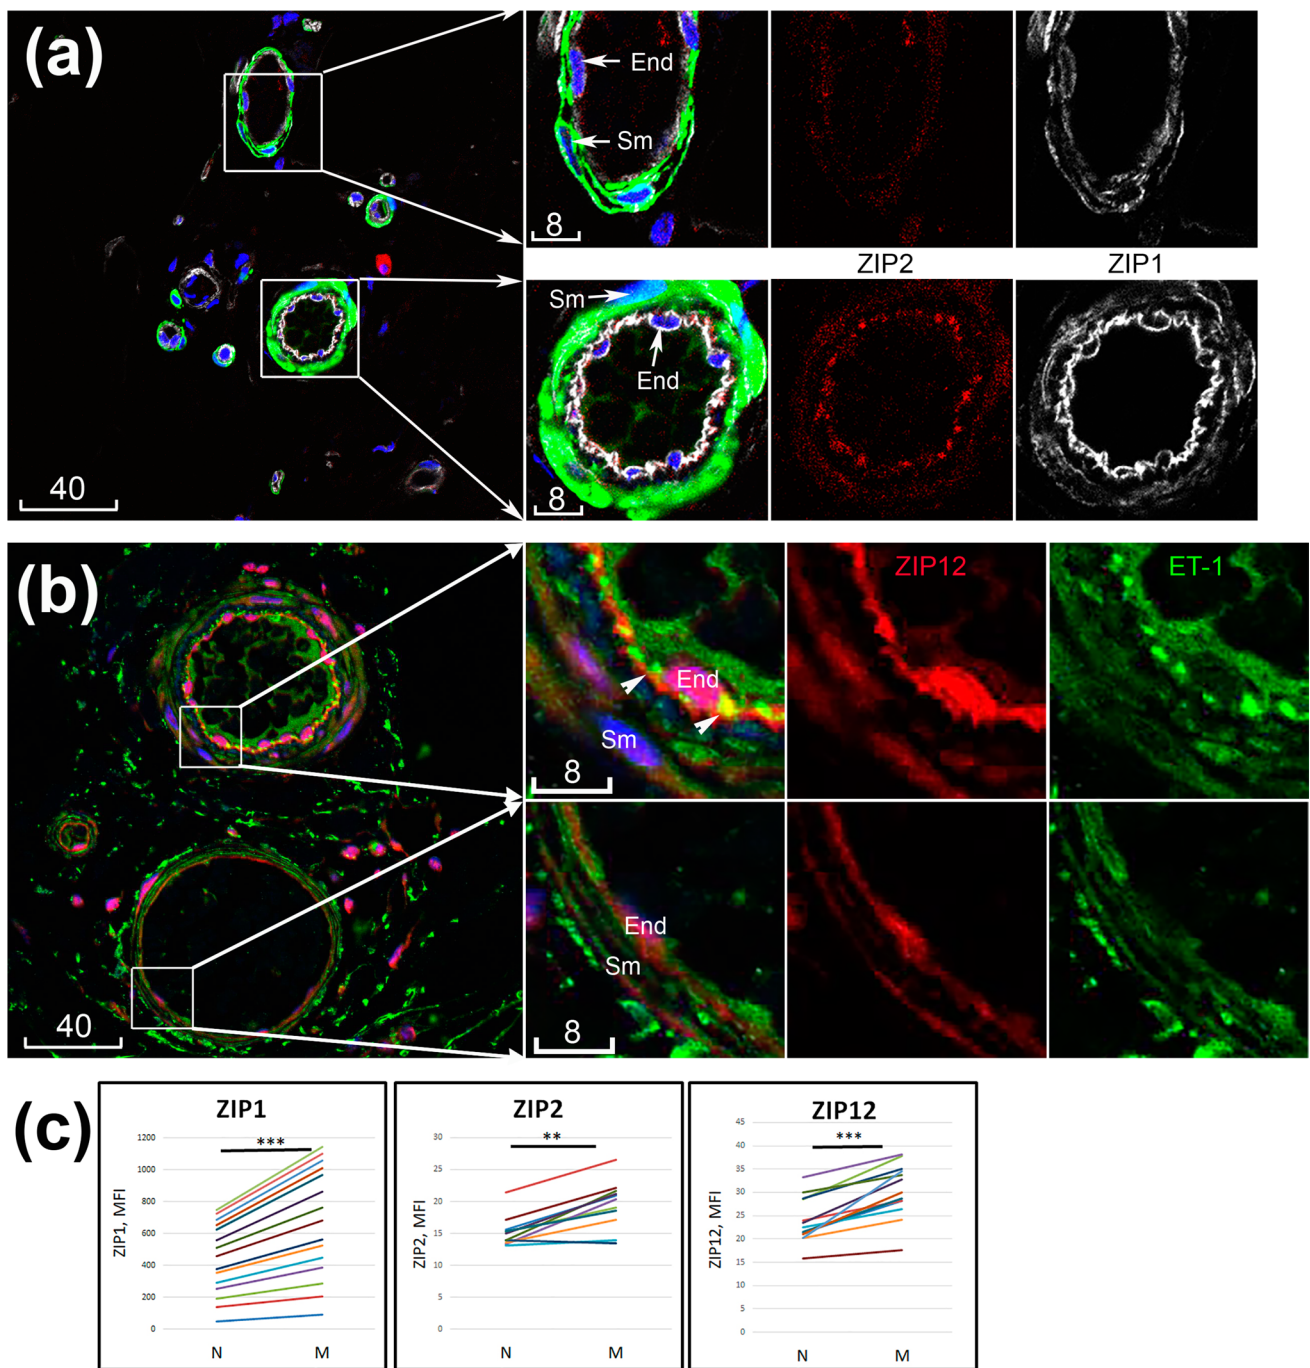 (a)
End
Sm
8
40
ZIP2
ZIP1
Sm
End
8
(b)
ZIP12
ET-1
End
Sm
8
40
End
Sm
8
(c)
ZIP1
***
ZIP1, MFI
1200
1000
800
600
400
200
0
N M
ZIP2
**
ZIP2, MFI
30
25
20
15
10
5
0
N M
ZIP12
***
ZIP12, MFI
45
40
35
30
25
20
15
10
5
0
N M